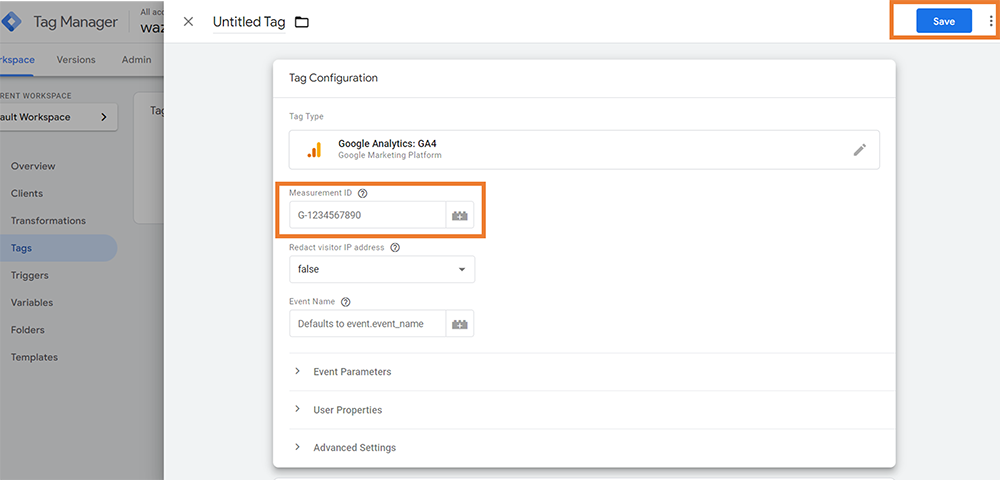 Tag Manager
All acco
waz
Untitled Tag
Save
rkspace
Versions
Admin
RENT WORKSPACE
ault Workspace
Tag
Overview
Clients
Transformations
Tags
Triggers
Variables
Folders
Templates
Tag Configuration
Tag Type
Google Analytics: GA4
Google Marketing Platform
Measurement ID
G-1234567890
Redact visitor IP address
false
Event Name
Defaults to event.event_name
Event Parameters
User Properties
Advanced Settings